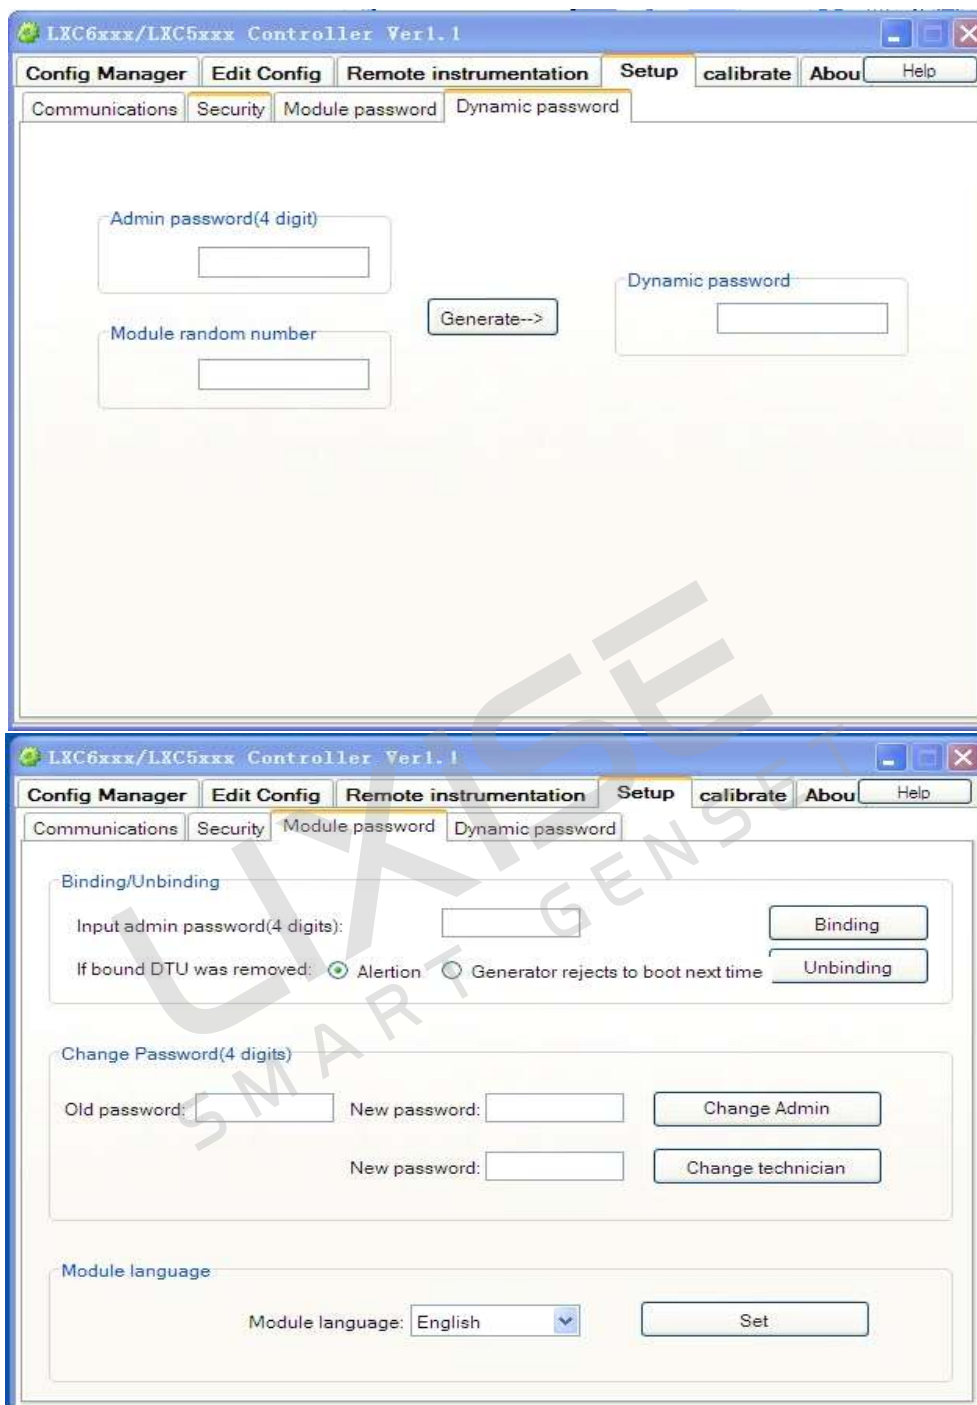 LXC6xxx/LXC5xxx Controller Ver1.1
Config Manager Edit Config Remote instrumentation Setup calibrate Abou Help
Communications Security Module password Dynamic password
Admin password(4 digit)
Dynamic password
Generate-->
Module random number
LXC6xxx/LXC5xxx Controller Ver1.1
Config Manager Edit Config Remote instrumentation Setup calibrate Abou Help
Communications Security Module password Dynamic password
Binding/Unbinding
Input admin password(4 digits): Binding
If bound DTU was removed: Alertion Generator rejects to boot next time Unbinding
Change Password(4 digits)
Old password: New password: Change Admin
New password: Change technician
Module language
Module language: English Set
LIXISE
SMART GENSET